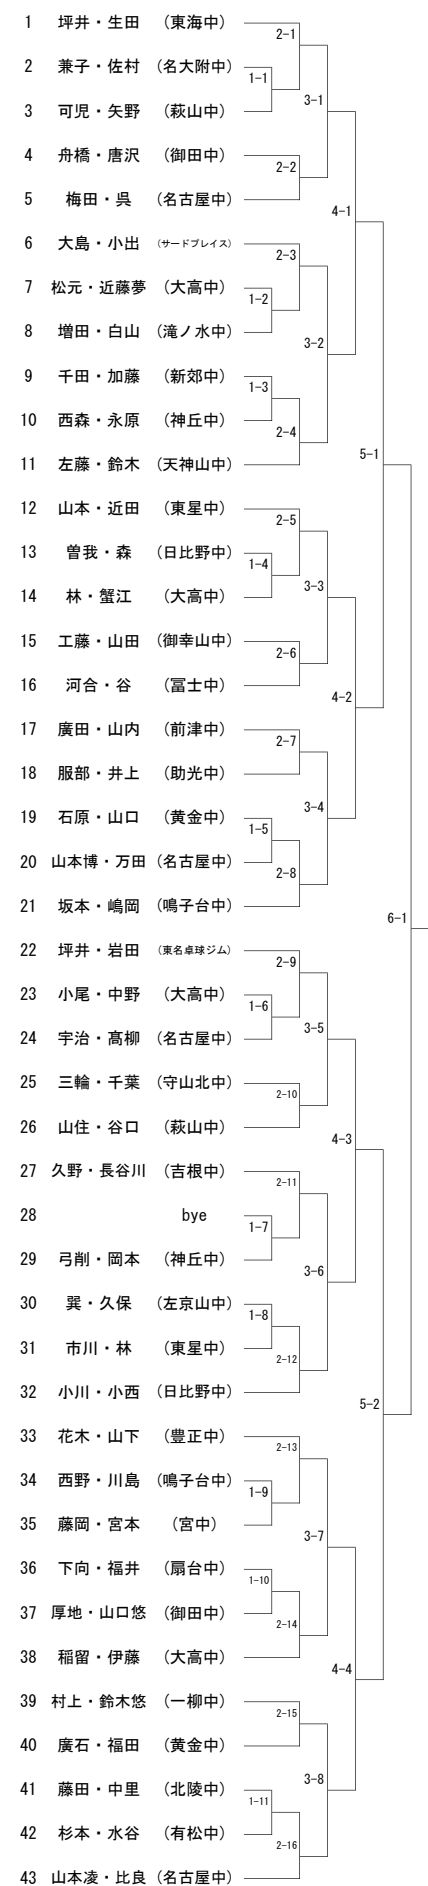 1 坪井・生田 (東海中)
2 兼子・佐村 (名大附中)
3 可児・矢野 (萩山中)
4 舟橋・唐沢 (御田中)
5 梅田・呉 (名古屋中)
6 大島・小出 (サードプレイス)
7 松元・近藤夢 (大高中)
8 増田・白山 (滝ノ水中)
9 千田・加藤 (新郊中)
10 西森・永原 (神丘中)
11 左藤・鈴木 (天神山中)
12 山本・近田 (東星中)
13 曽我・森 (日比野中)
14 林・蟹江 (大高中)
15 工藤・山田 (御幸山中)
16 河合・谷 (冨士中)
17 廣田・山内 (前津中)
18 服部・井上 (助光中)
19 石原・山口 (黄金中)
20 山本博・万田 (名古屋中)
21 坂本・嶋岡 (鳴子台中)
22 坪井・岩田 (東名卓球ジム)
23 小尾・中野 (大高中)
24 宇治・髙柳 (名古屋中)
25 三輪・千葉 (守山北中)
26 山住・谷口 (萩山中)
27 久野・長谷川 (吉根中)
28 bye
29 弓削・岡本 (神丘中)
30 巽・久保 (左京山中)
31 市川・林 (東星中)
32 小川・小西 (日比野中)
33 花木・山下 (豊正中)
34 西野・川島 (鳴子台中)
35 藤岡・宮本 (宮中)
36 下向・福井 (扇台中)
37 厚地・山口悠 (御田中)
38 稲留・伊藤 (大高中)
39 村上・鈴木悠 (一柳中)
40 廣石・福田 (黄金中)
41 藤田・中里 (北陵中)
42 杉本・水谷 (有松中)
43 山本凌・比良 (名古屋中)
1-1
1-2
1-3
1-4
1-5
1-6
1-7
1-8
1-9
1-10
1-11
2-1
2-2
2-3
2-4
2-5
2-6
2-7
2-8
2-9
2-10
2-11
2-12
2-13
2-14
2-15
2-16
3-1
3-2
3-3
3-4
3-5
3-6
3-7
3-8
4-1
4-2
4-3
4-4
5-1
5-2
6-1